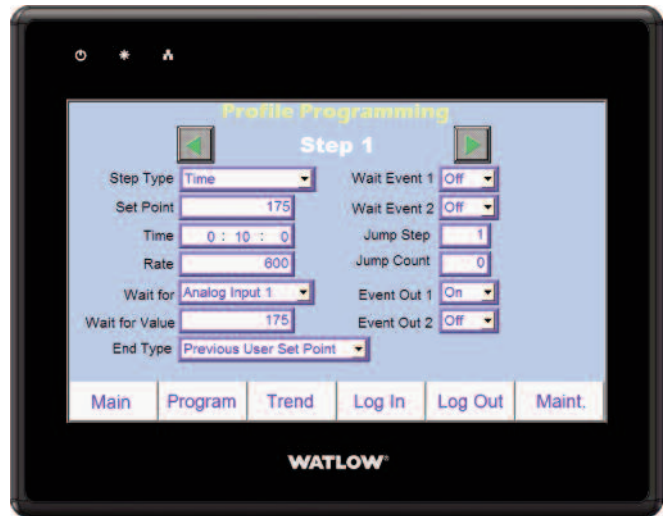 Profile Programming
Step 1
Step Type Time
Wait Event 1 Off
Set Point 175
Wait Event 2 Off
Time 0 : 10 : 0
Jump Step 1
Rate 600
Jump Count 0
Wait for Analog Input 1
Event Out 1 On
Wait for Value 175
Event Out 2 Off
End Type Previous User Set Point
Main Program Trend Log In Log Out Maint.
WATLOW®